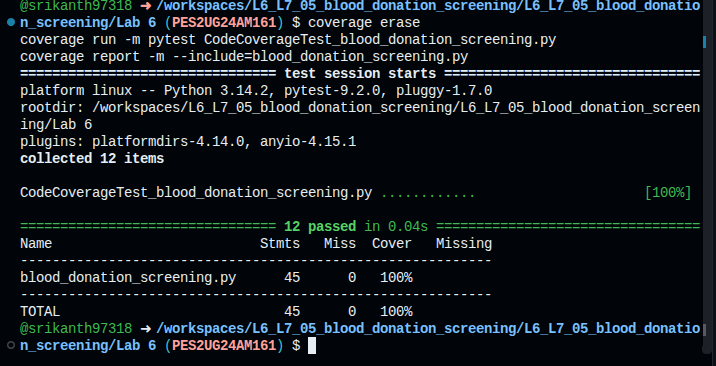 @srikanth97318 ➜ /workspaces/L6_L7_05_blood_donation_screening/L6_L7_05_blood_donatio
n_screening/Lab 6 (PES2UG24AM161) $ coverage erase
coverage run -m pytest CodeCoverageTest_blood_donation_screening.py
coverage report -m --include=blood_donation_screening.py
================================ test session starts ================================
platform linux -- Python 3.14.2, pytest-9.2.0, pluggy-1.7.0
rootdir: /workspaces/L6_L7_05_blood_donation_screening/L6_L7_05_blood_donation_screen
ing/Lab 6
plugins: platformdirs-4.14.0, anyio-4.15.1
collected 12 items
CodeCoverageTest_blood_donation_screening.py ............ [100%]
================================ 12 passed in 0.04s =================================
Name Stmts Miss Cover Missing
-----------------------------------------------------------
blood_donation_screening.py 45 0 100%
-----------------------------------------------------------
TOTAL 45 0 100%
@srikanth97318 ➜ /workspaces/L6_L7_05_blood_donation_screening/L6_L7_05_blood_donatio
n_screening/Lab 6 (PES2UG24AM161) $